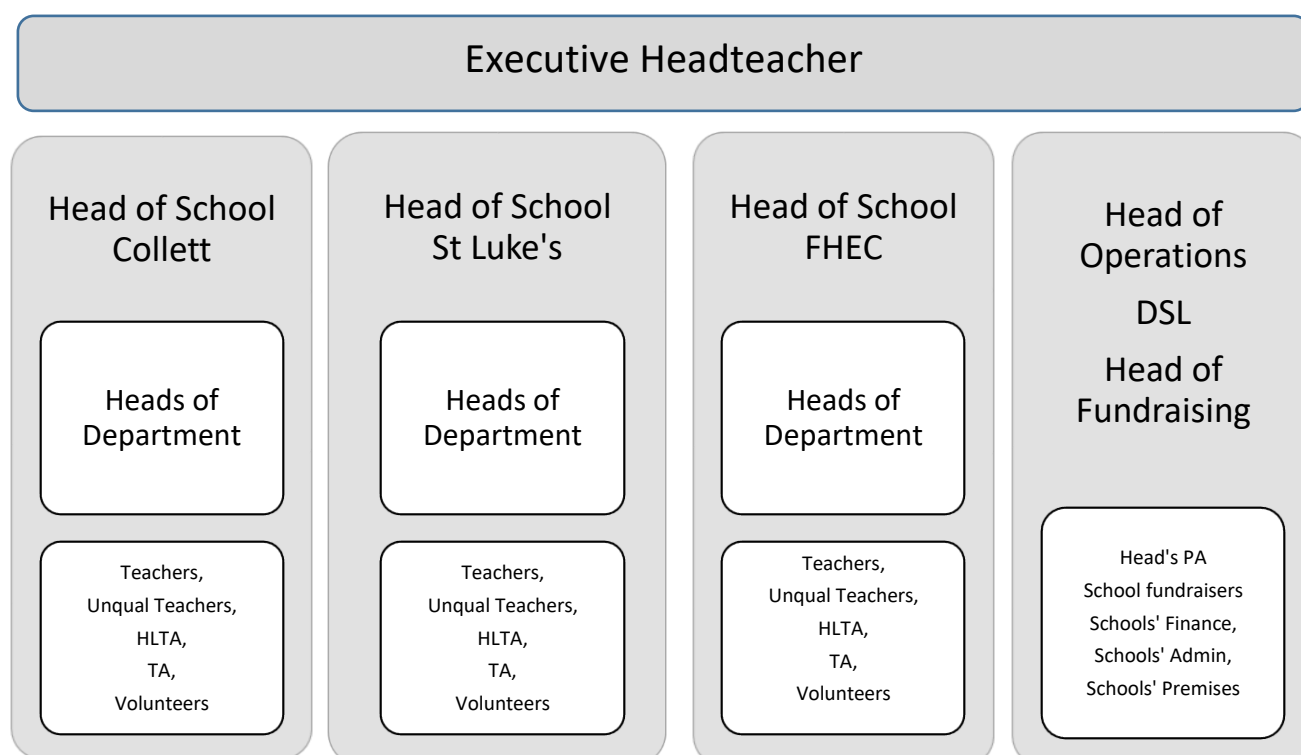 Executive Headteacher
Head of School
Collett
Heads of
Department
Teachers,
Unqual Teachers,
HLTA,
TA,
Volunteers
Head of School
St Luke's
Heads of
Department
Teachers,
Unqual Teachers,
HLTA,
TA,
Volunteers
Head of School
FHEC
Heads of
Department
Teachers,
Unqual Teachers,
HLTA,
TA,
Volunteers
Head of
Operations
DSL
Head of
Fundraising
Head's PA
School fundraisers
Schools' Finance,
Schools' Admin,
Schools' Premises